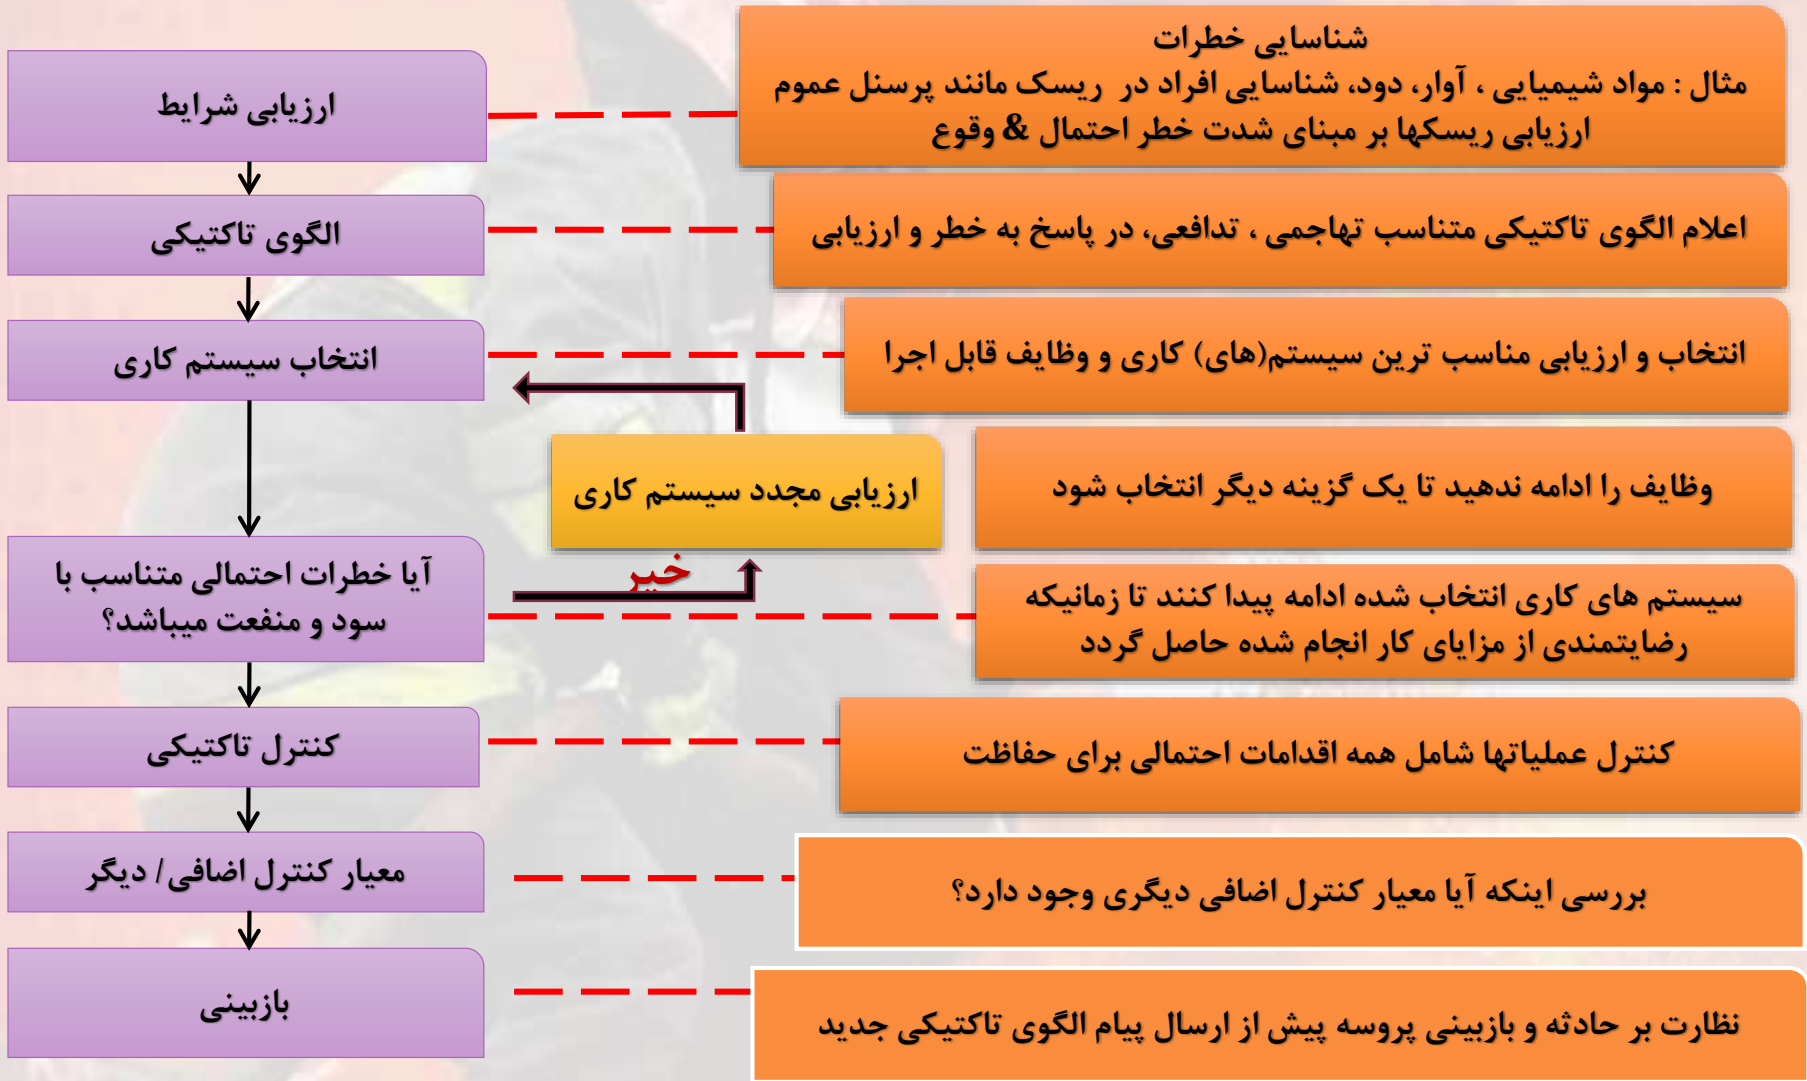 شناسایی خطرات
مثال : مواد شیمیایی ، آوار، دود، شناسایی افراد در ریسک مانند پرسنل عموم
ارزیابی ریسکها بر مبنای شدت خطر احتمال & وقوع
ارزیابی شرایط
اعلام الگوی تاکتیکی متناسب تهاجمی ، تدافعی، در پاسخ به خطر و ارزیابی
الگوی تاکتیکی
انتخاب و ارزیابی مناسب ترین سیستم(های) کاری و وظایف قابل اجرا
انتخاب سیستم کاری
وظایف را ادامه ندهید تا یک گزینه دیگر انتخاب شود
ارزیابی مجدد سیستم کاری
خیر
سیستم های کاری انتخاب شده ادامه پیدا کنند تا زمانیکه
رضایتمندی از مزایای کار انجام شده حاصل گردد
آیا خطرات احتمالی متناسب با
سود و منفعت میباشد؟
کنترل عملیاتها شامل همه اقدامات احتمالی برای حفاظت
کنترل تاکتیکی
بررسی اینکه آیا معیار کنترل اضافی دیگری وجود دارد؟
معیار کنترل اضافی/ دیگر
نظارت بر حادثه و بازبینی پروسه پیش از ارسال پیام الگوی تاکتیکی جدید
بازبینی